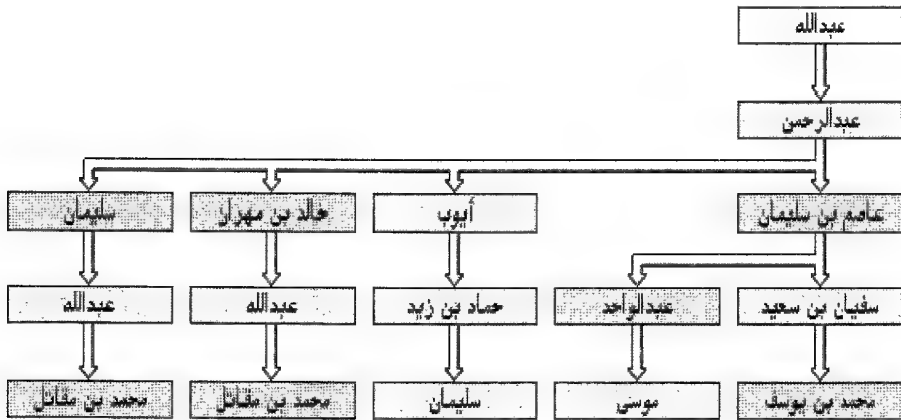 عبدالله
عبدالرحمن
عاصم بن سليمان أيوب خالد بن مهران سليمان
سفيان بن سعيد عبدالواحد حماد بن زيد عبدالله عبدالله
محمد بن يوسف موسى سليمان محمد بن مقاتل محمد بن مقاتل